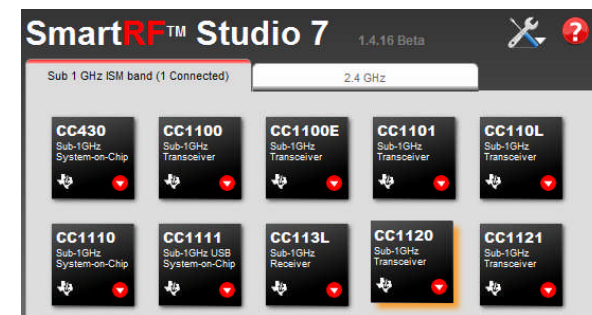 SmartRF™ Studio 7 1.4.16 Beta
?
Sub 1 GHz ISM band (1 Connected) 2.4 GHz
CC430 CC1100 CC1100E CC1101 CC110L
Sub-1GHz Sub-1GHz Sub-1GHz Sub-1GHz Sub-1GHz
System-on-Chip Transceiver Transceiver Transceiver Transceiver
CC1110 CC1111 CC113L CC1120 CC1121
Sub-1GHz Sub-1GHz USB Sub-1GHz Sub-1GHz Sub-1GHz
System-on-Chip System-on-Chip Receiver Transceiver Transceiver